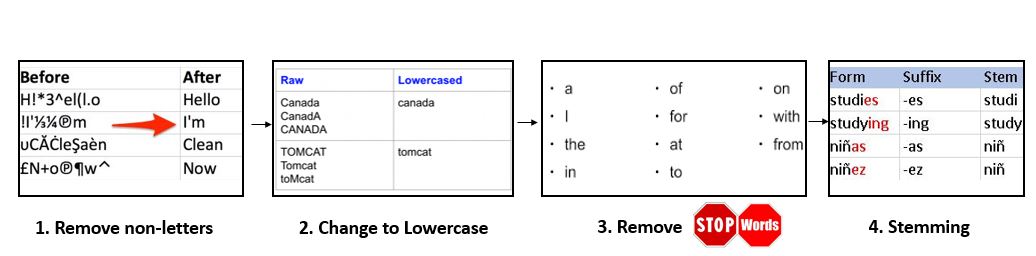 Before After
H!*3^el(l.o Hello
!I'⅓¼℗m I'm
υCĂĊleŞaèn Clean
£N+o℗¶w^ Now
1. Remove non-letters
Raw Lowercased
Canada canada
CanadA
CANADA
TOMCAT tomcat
Tomcat
toMcat
2. Change to Lowercase
· a · of · on
· I · for · with
· the · at · from
· in · to
3. Remove STOP Words
Form Suffix Stem
studies -es studi
studying -ing study
niñas -as niñ
niñez -ez niñ
4. Stemming